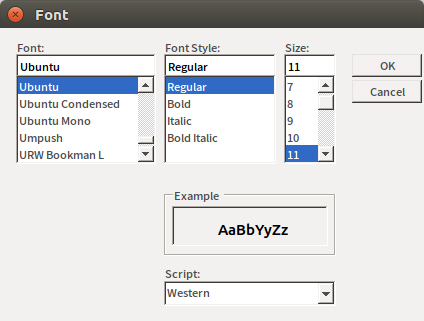 Font
Font:
Ubuntu
Ubuntu
Ubuntu Condensed
Ubuntu Mono
Umpush
URW Bookman L
Font Style:
Regular
Regular
Bold
Italic
Bold Italic
Size:
11
7
8
9
10
11
OK
Cancel
Example
AaBbYyZz
Script:
Western